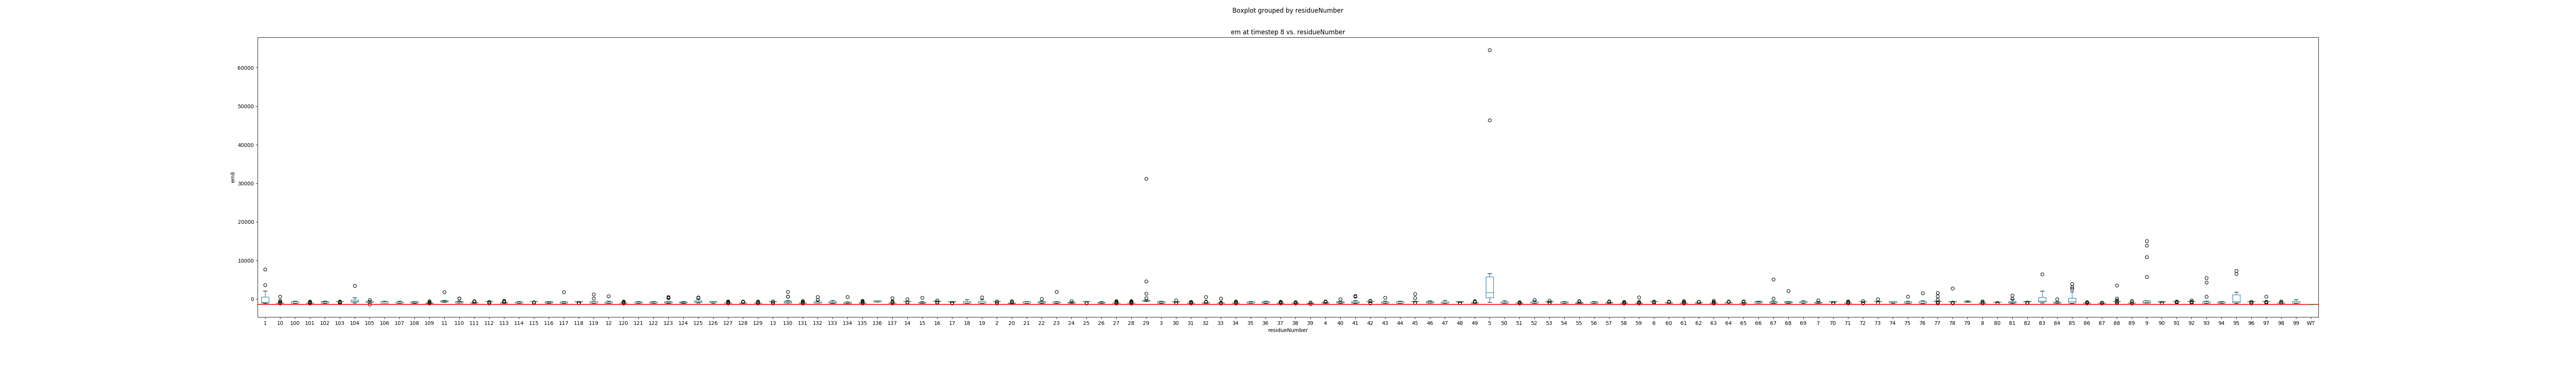 Boxplot grouped by residueNumber
em at timestep 8 vs. residueNumber
60000
50000
40000
30000
20000
10000
0
em8
1 10 100 101 102 103 104 105 106 107 108 109 11 110 111 112 113 114 115 116 117 118 119 12 120 121 122 123 124 125 126 127 128 129 13 130 131 132 133 134 135 136 137 14 15 16 17 18 19 2 20 21 22 23 24 25 26 27 28 29 3 30 31 32 33 34 35 36 37 38 39 4 40 41 42 43 44 45 46 47 48 49 5 50 51 52 53 54 55 56 57 58 59 6 60 61 62 63 64 65 66 67 68 69 7 70 71 72 73 74 75 76 77 78 79 8 80 81 82 83 84 85 86 87 88 89 9 90 91 92 93 94 95 96 97 98 99 WT
residueNumber